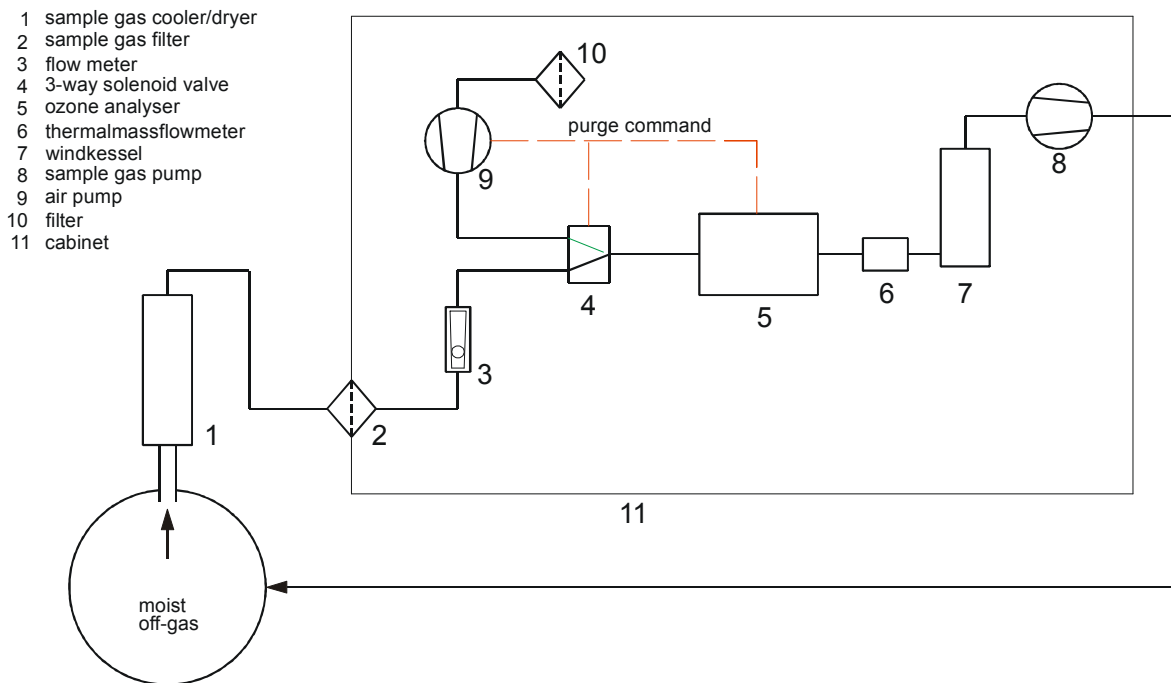 1 sample gas cooler/dryer
2 sample gas filter
3 flow meter
4 3-way solenoid valve
5 ozone analyser
6 thermalmassflowmeter
7 windkessel
8 sample gas pump
9 air pump
10 filter
11 cabinet
10
purge command
9
8
4
5
6
7
3
1
2
11
moist
off-gas